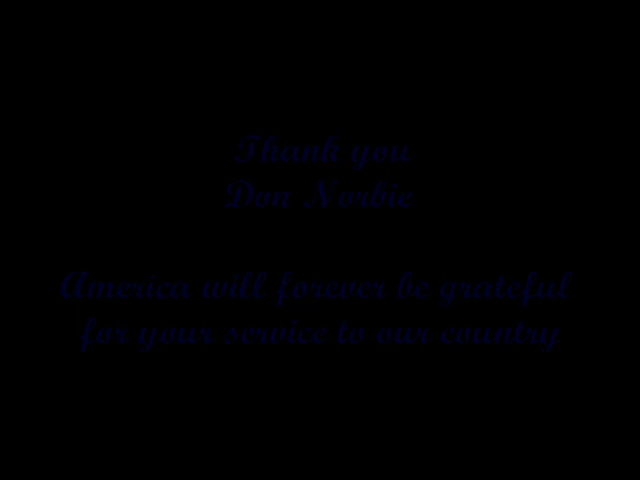 Thank you
Don Norbie
America will forever be grateful
for your service to our country